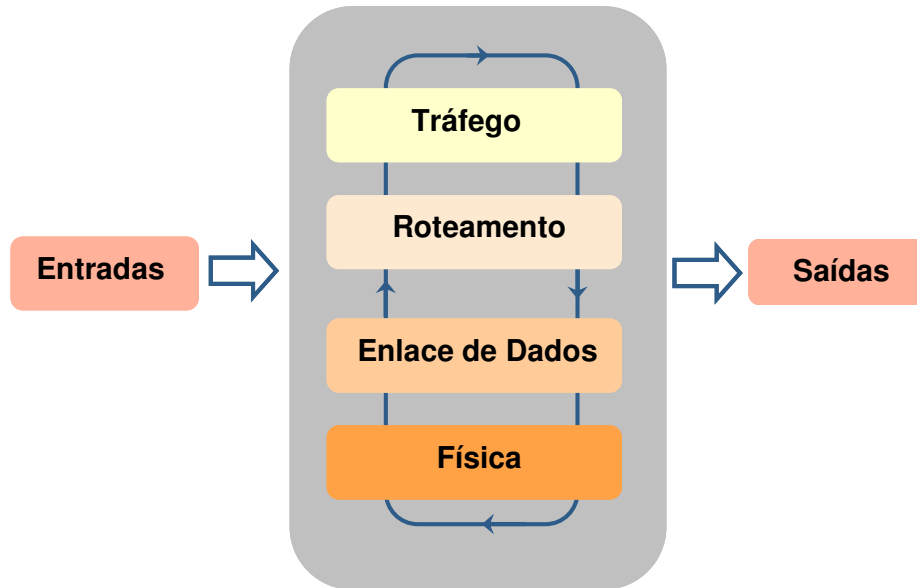 Tráfego
Roteamento
Entradas
Saídas
Enlace de Dados
Física